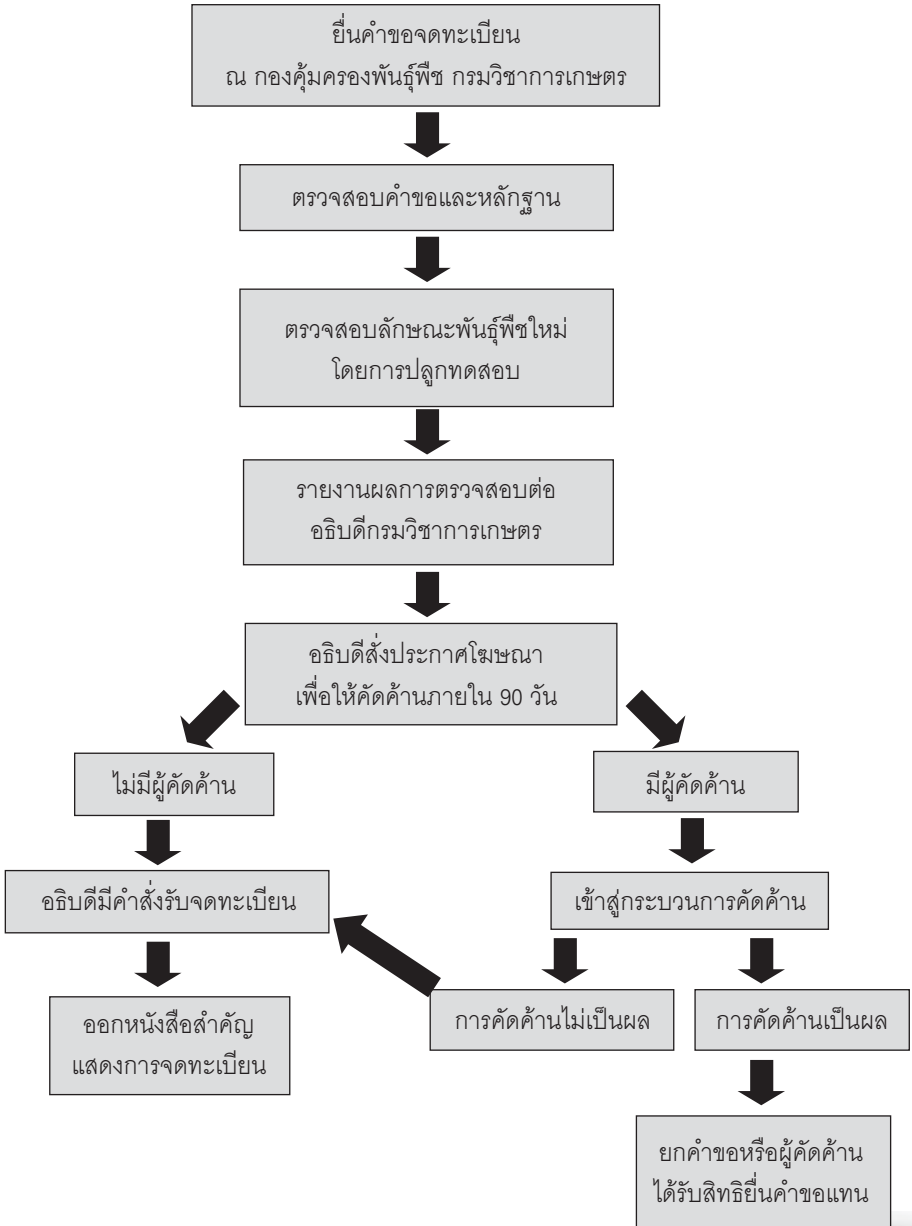 ยื่นคำขอจดทะเบียน
ณ กองคุ้มครองพันธุ์พืช กรมวิชาการเกษตร
ตรวจสอบคำขอและหลักฐาน
ตรวจสอบลักษณะพันธุ์พืชใหม่
โดยการปลูกทดสอบ
รายงานผลการตรวจสอบต่อ
อธิบดีกรมวิชาการเกษตร
อธิบดีสั่งประกาศโฆษณา
เพื่อให้คัดค้านภายใน 90 วัน
ไม่มีผู้คัดค้าน
มีผู้คัดค้าน
อธิบดีมีคำสั่งรับจดทะเบียน
เข้าสู่กระบวนการคัดค้าน
ออกหนังสือสำคัญ
แสดงการจดทะเบียน
การคัดค้านไม่เป็นผล
การคัดค้านเป็นผล
ยกคำขอหรือผู้คัดค้าน
ได้รับสิทธิยื่นคำขอแทน